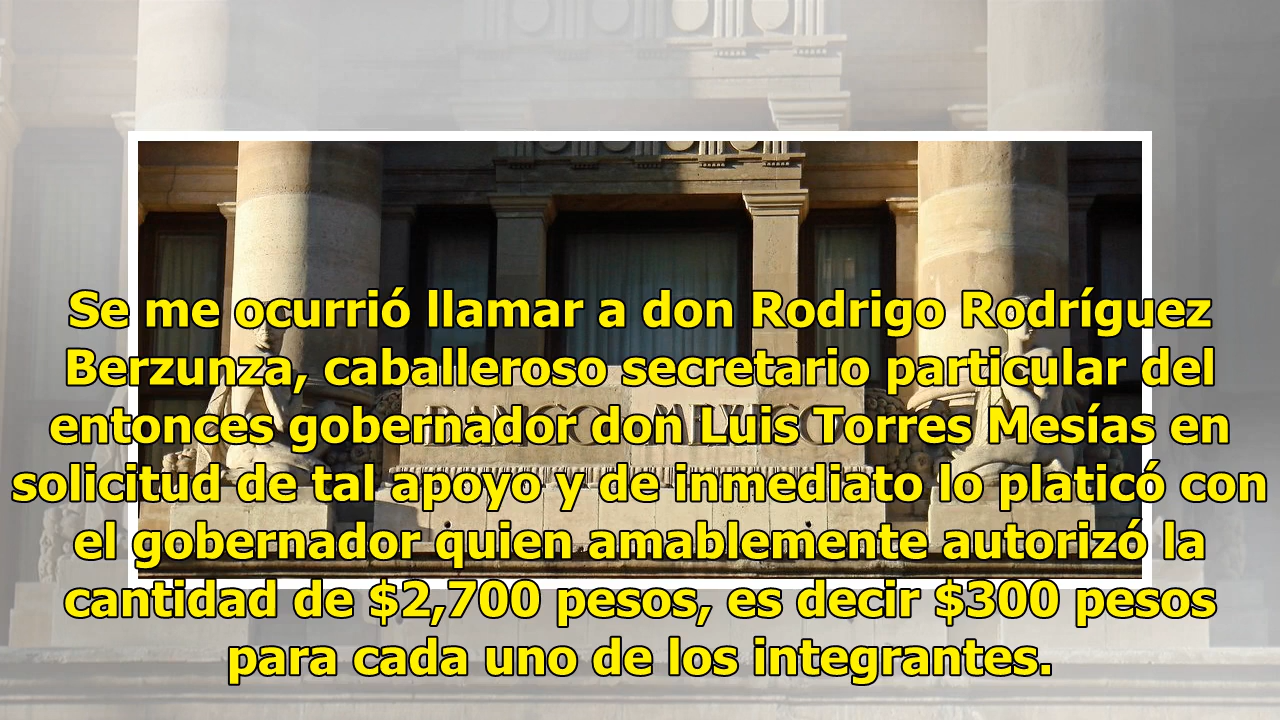 Se me ocurrió llamar a don Rodrigo Rodríguez
Berzunza, caballeroso secretario particular del
entonces gobernador don Luis Torres Mesías en
solicitud de tal apoyo y de inmediato lo platicó con
el gobernador quien amablemente autorizó la
cantidad de $2,700 pesos, es decir $300 pesos
para cada uno de los integrantes.
BANCO MEXICO